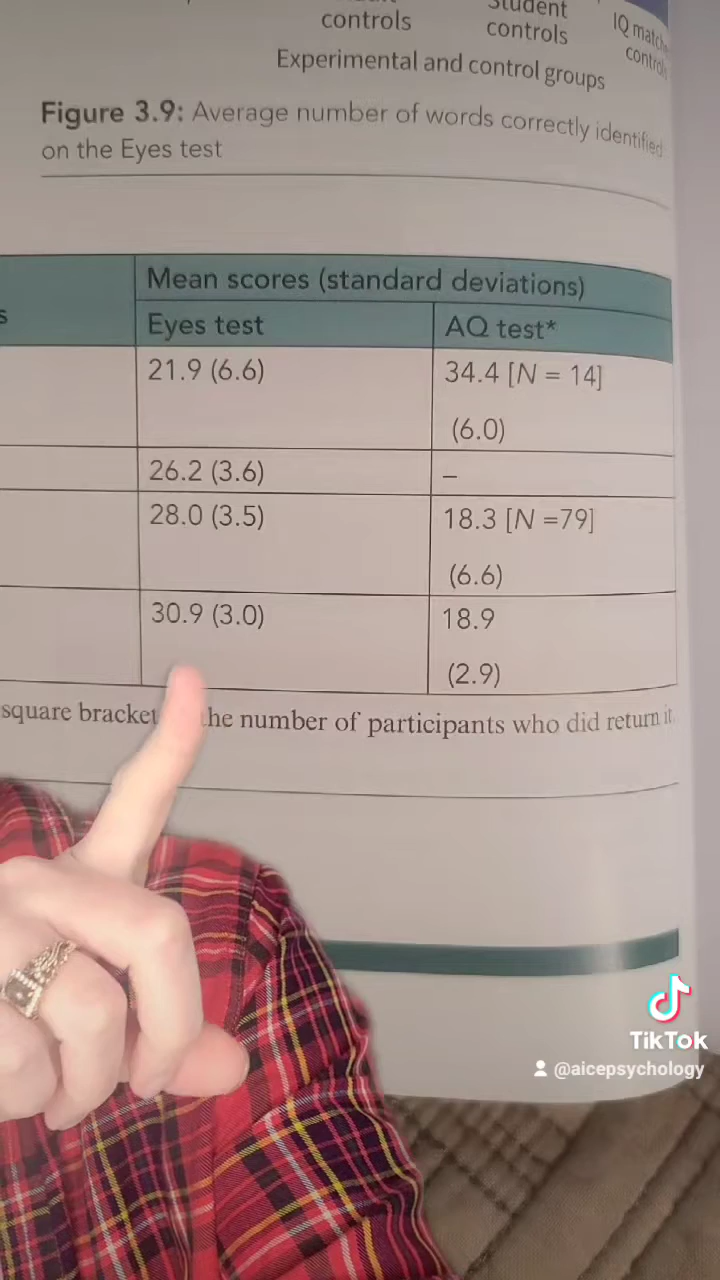 Student
controls
controls
IQ
Experimental and control groups
Figure 3.9: Average number of words correctly identified
on the Eyes test
s
Mean scores (standard deviations)
Eyes test
AQ test*
21.9 (6.6)
34.4 [N = 14]
(6.0)
26.2 (3.6)
–
28.0 (3.5)
18.3 [N =79]
(6.6)
30.9 (3.0)
18.9
(2.9)
square bracket the number of participants who did return it.
TikTok
@aicepsychology